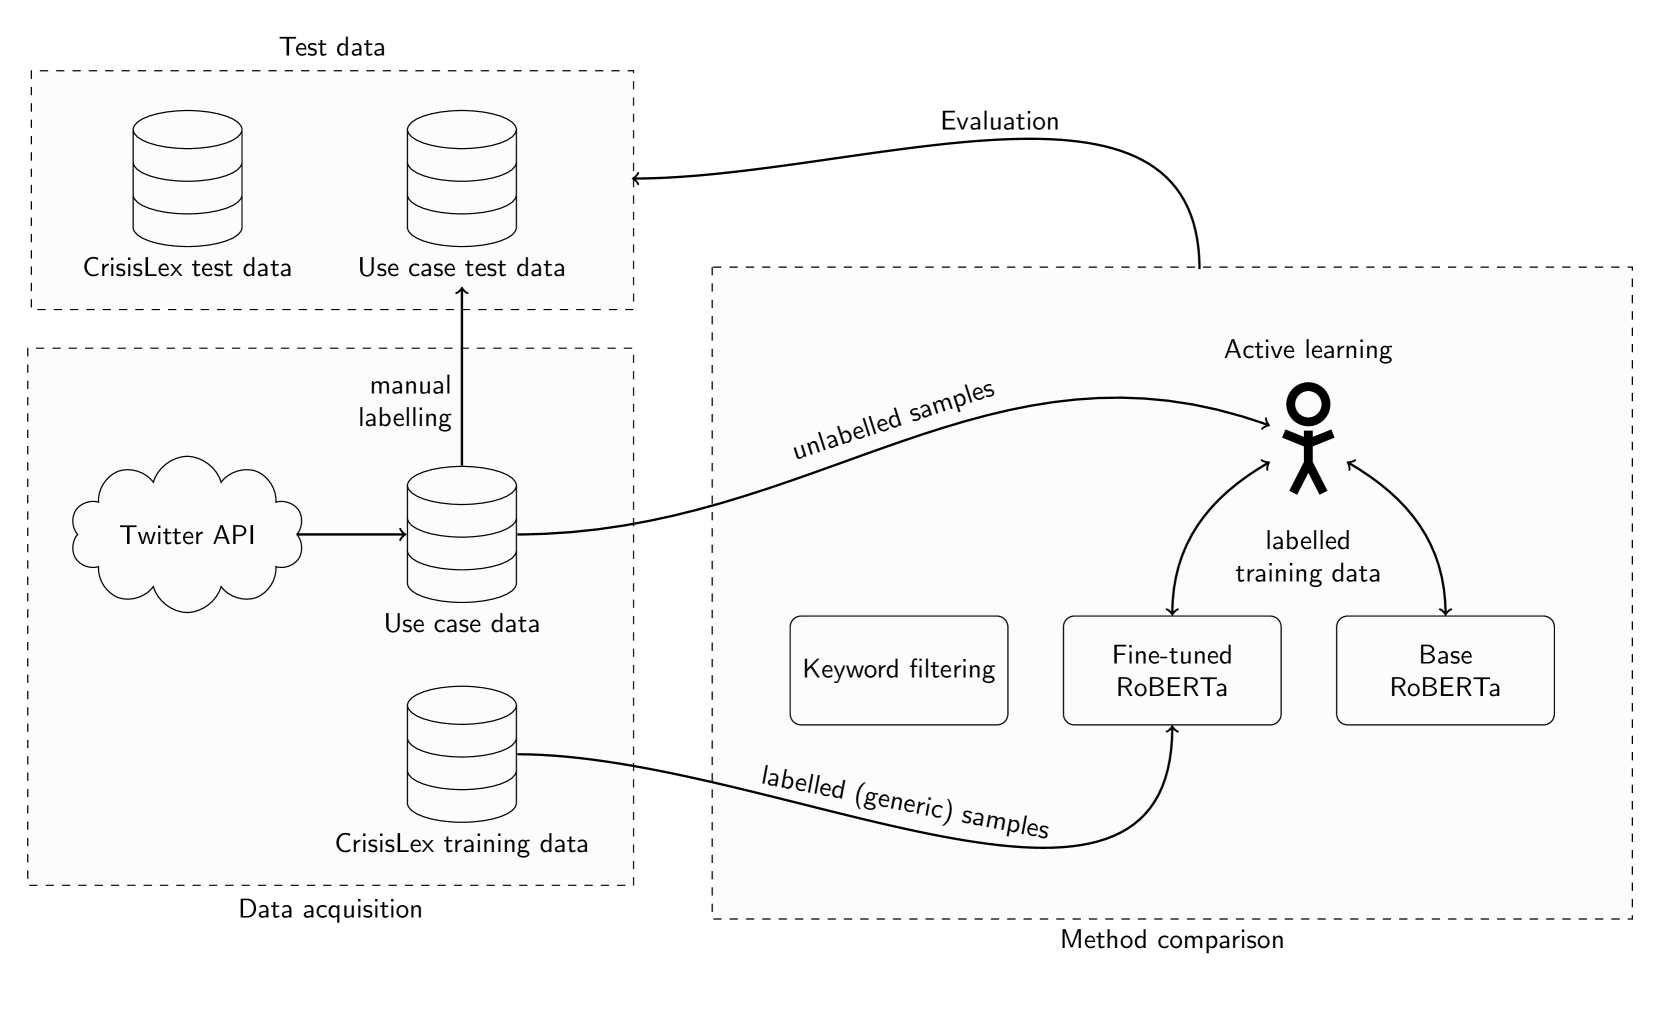 Test data
CrisisLex test data
Use case test data
Evaluation
manual
labelling
Twitter API
Use case data
CrisisLex training data
Data acquisition
unlabelled samples
labelled (generic) samples
Active learning
labelled
training data
Keyword filtering
Fine-tuned
RoBERTa
Base
RoBERTa
Method comparison